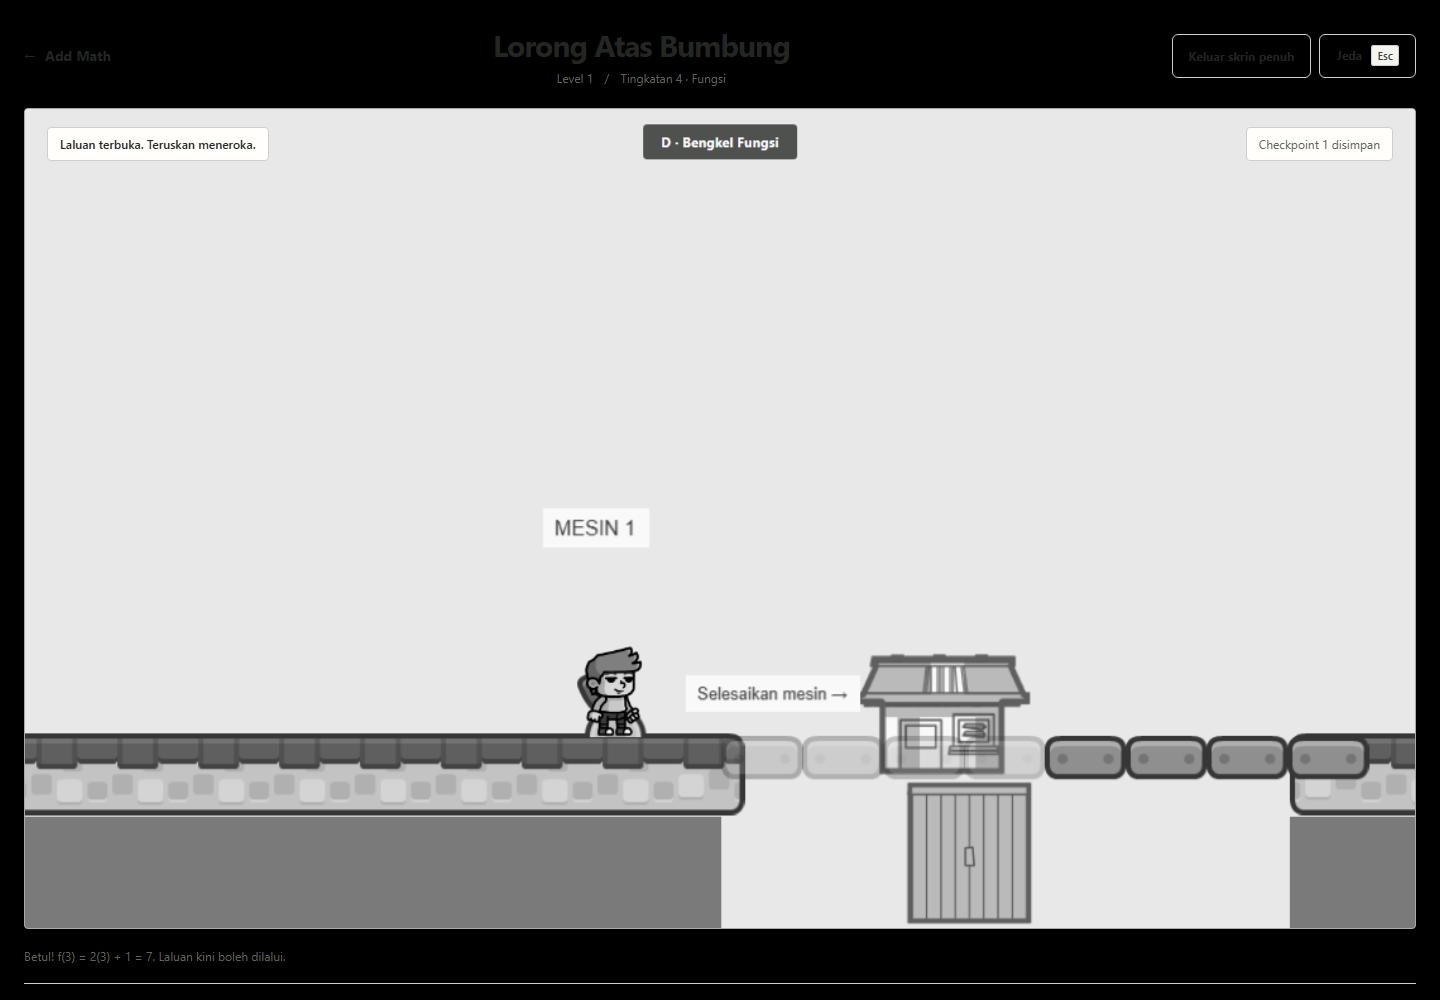 ← Add Math
Lorong Atas Bumbung
Level 1 / Tingkatan 4 · Fungsi
Keluar skrin penuh
Jeda Esc
Laluan terbuka. Teruskan meneroka.
D · Bengkel Fungsi
Checkpoint 1 disimpan
MESIN 1
Selesaikan mesin →
Betul! f(3) = 2(3) + 1 = 7. Laluan kini boleh dilalui.